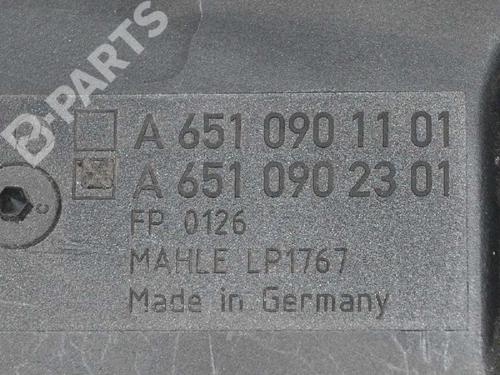 B-PARTS
A 651 090 11 01
A 651 090 23 01
FP 0126
MAHLE LP1767
Made in Germany